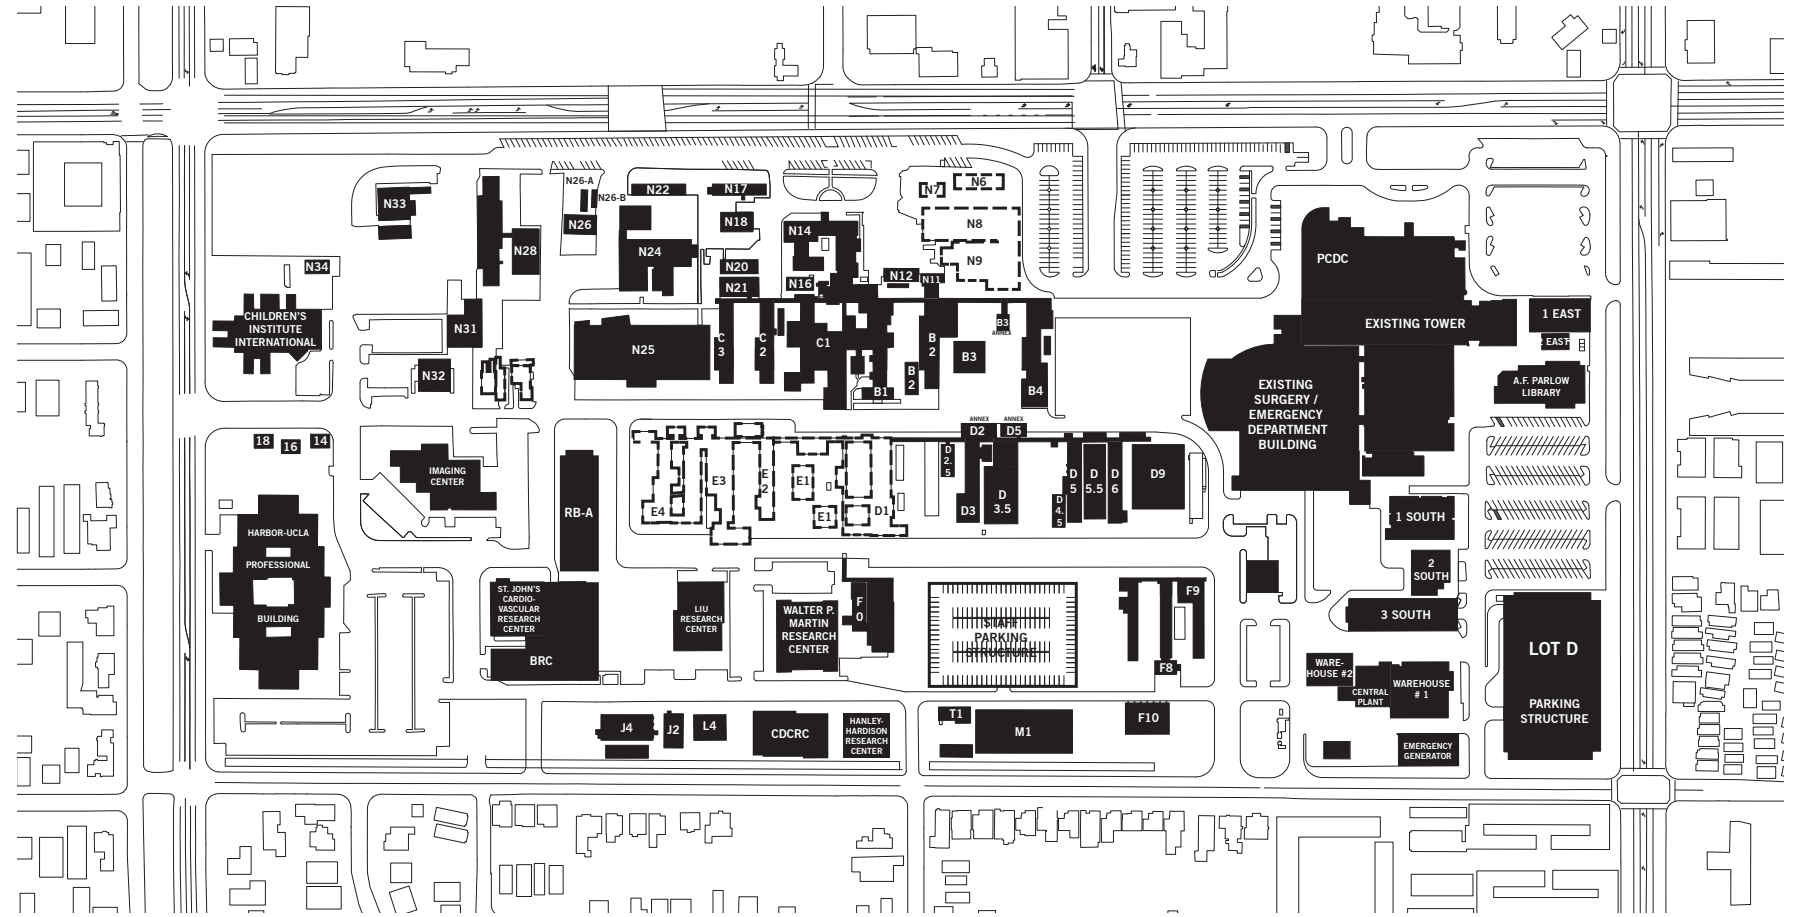 N26-A
N26-B
N22
N17
N7
N6
N33
N26
N18
N8
N28
N24
N14
N9
N34
N20
N12
N11
N21
N16
PCDC
CHILDREN'S
INSTITUTE
INTERNATIONAL
N31
N25
C
3
C
2
C1
B
2
B3
ANNEX
B3
EXISTING TOWER
1 EAST
2 EAST
N32
B
2
B1
B4
A.F. PARLOW
LIBRARY
EXISTING
SURGERY /
EMERGENCY
DEPARTMENT
BUILDING
18
16
14
ANNEX
ANNEX
D2
D5
IMAGING
CENTER
RB-A
E4
E3
E
2
E1
E1
D1
D
2.
5
D3
D
3.5
D
4.
5
D
5
D
5.5
D
6
D9
1 SOUTH
HARBOR-UCLA
PROFESSIONAL
BUILDING
2
SOUTH
ST. JOHN'S
CARDIO-
VASCULAR
RESEARCH
CENTER
BRC
LIU
RESEARCH
CENTER
WALTER P.
MARTIN
RESEARCH
CENTER
F
0
STAFF
PARKING
STRUCTURE
F9
F8
3 SOUTH
WARE-
HOUSE #2
CENTRAL
PLANT
WAREHOUSE
# 1
LOT D
PARKING
STRUCTURE
J4
J2
L4
CDCRC
HANLEY-
HARDISON
RESEARCH
CENTER
T1
M1
F10
EMERGENCY
GENERATOR